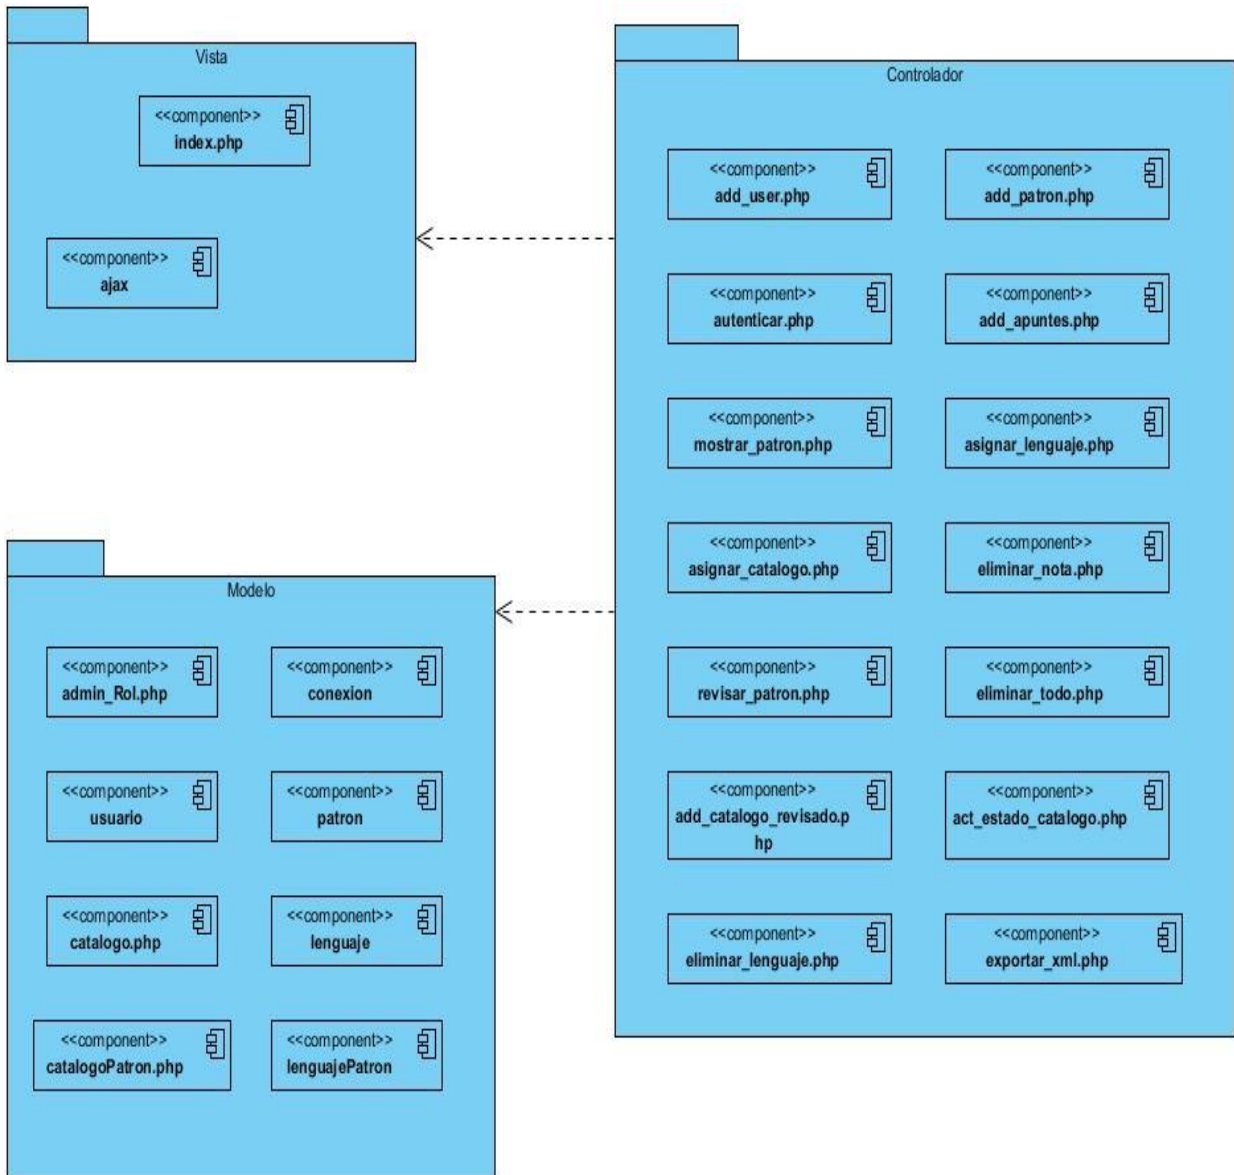 Vista
<<component>>
index.php
<<component>>
ajax
Controlador
<<component>>
add_user.php
<<component>>
add_patron.php
<<component>>
autenticar.php
<<component>>
add_apuntes.php
<<component>>
mostrar_patron.php
<<component>>
asignar_lenguaje.php
<<component>>
asignar_catalogo.php
<<component>>
eliminar_nota.php
<<component>>
revisar_patron.php
<<component>>
eliminar_todo.php
<<component>>
add_catalogo_revisado.p
hp
<<component>>
act_estado_catalogo.php
<<component>>
eliminar_lenguaje.php
<<component>>
exportar_xml.php
Modelo
<<component>>
admin_Rol.php
<<component>>
conexion
<<component>>
usuario
<<component>>
patron
<<component>>
catalogo.php
<<component>>
lenguaje
<<component>>
catalogoPatron.php
<<component>>
lenguajePatron